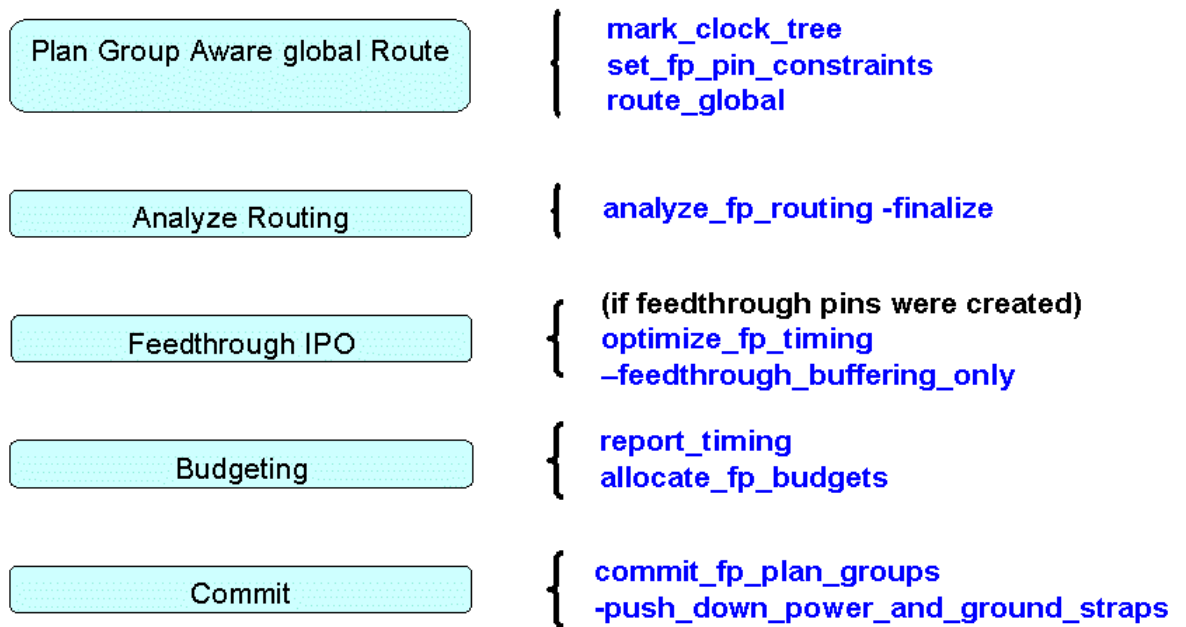 Plan Group Aware global Route
mark_clock_tree
set_fp_pin_constraints
route_global
Analyze Routing
analyze_fp_routing -finalize
Feedthrough IPO
(if feedthrough pins were created)
optimize_fp_timing
–feedthrough_buffering_only
Budgeting
report_timing
allocate_fp_budgets
Commit
commit_fp_plan_groups
-push_down_power_and_ground_straps